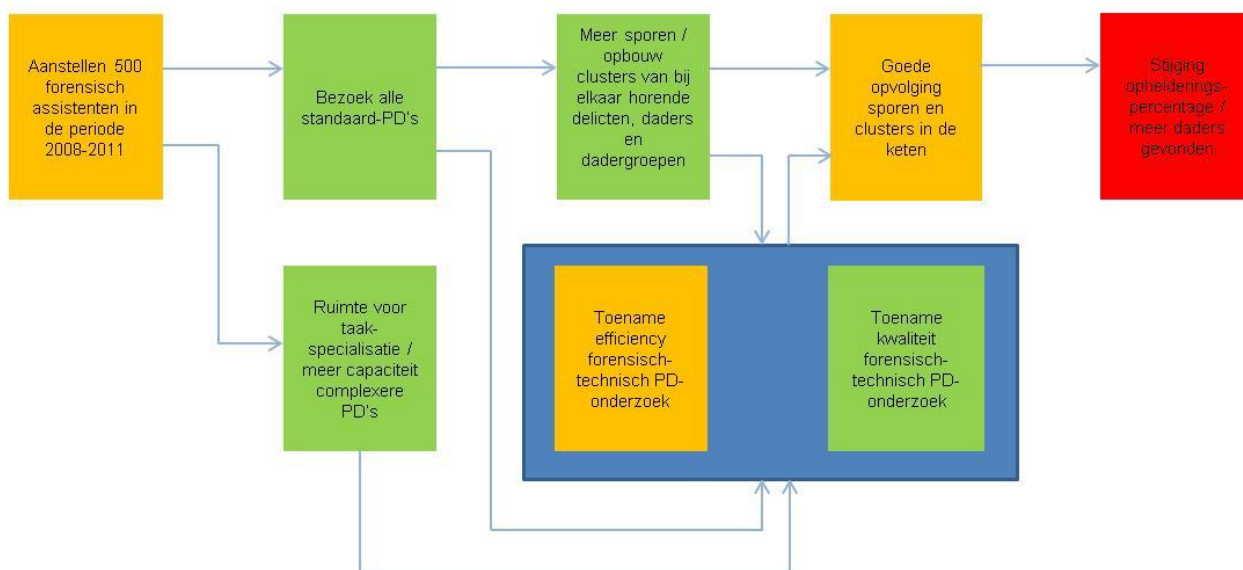 Aanstellen 500
forensisch
assistenten in
de periode
2008-2011
Bezoek alle
standaard-PD's
Meer sporen /
opbouw
clusters van bij
elkaar horende
delicten, daders
en
dadergroepen
Goede
opvolging
sporen en
clusters in de
keten
Stijging
ophelderings-
percentage /
meer daders
gevonden
Ruimte voor
taak-
specialisatie /
meer capaciteit
complexere
PD's
Toename
efficiency
forensisch-
technisch PD-
onderzoek
Toename
kwaliteit
forensisch-
technisch PD-
onderzoek